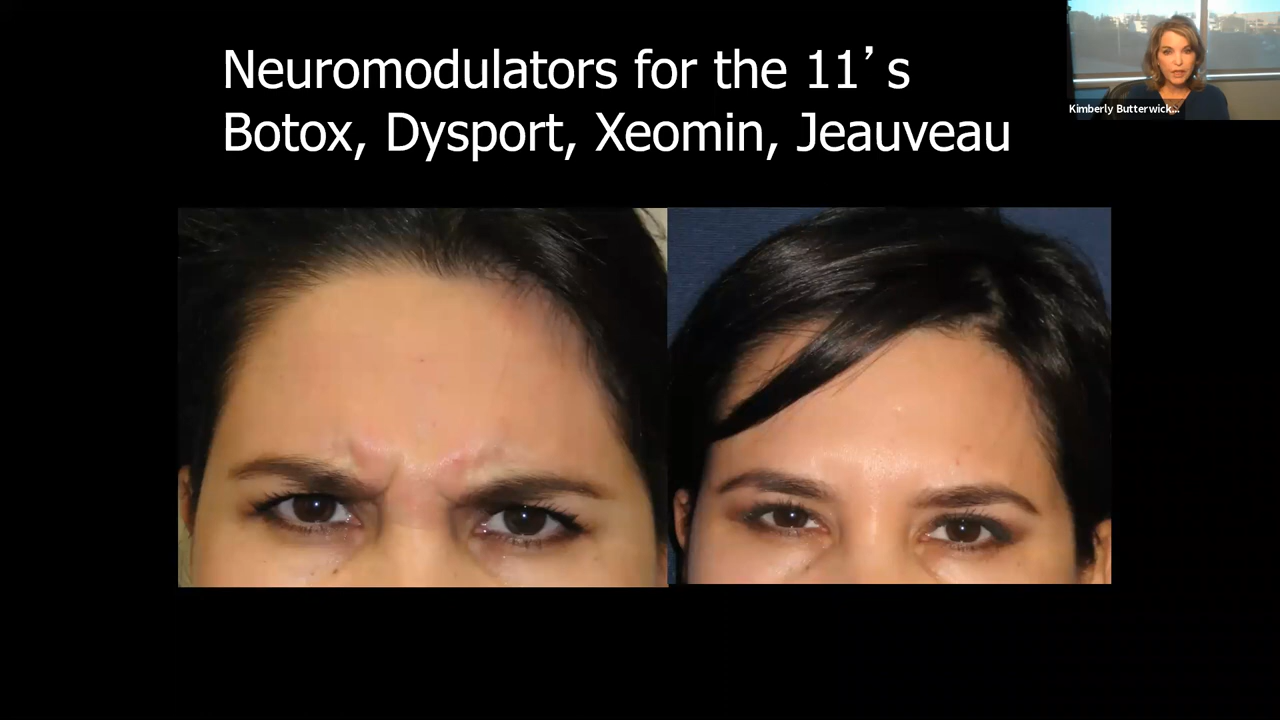 Neuromodulators for the 11’s
Botox, Dysport, Xeomin, Jeauveau
Kimberly Butterwick...